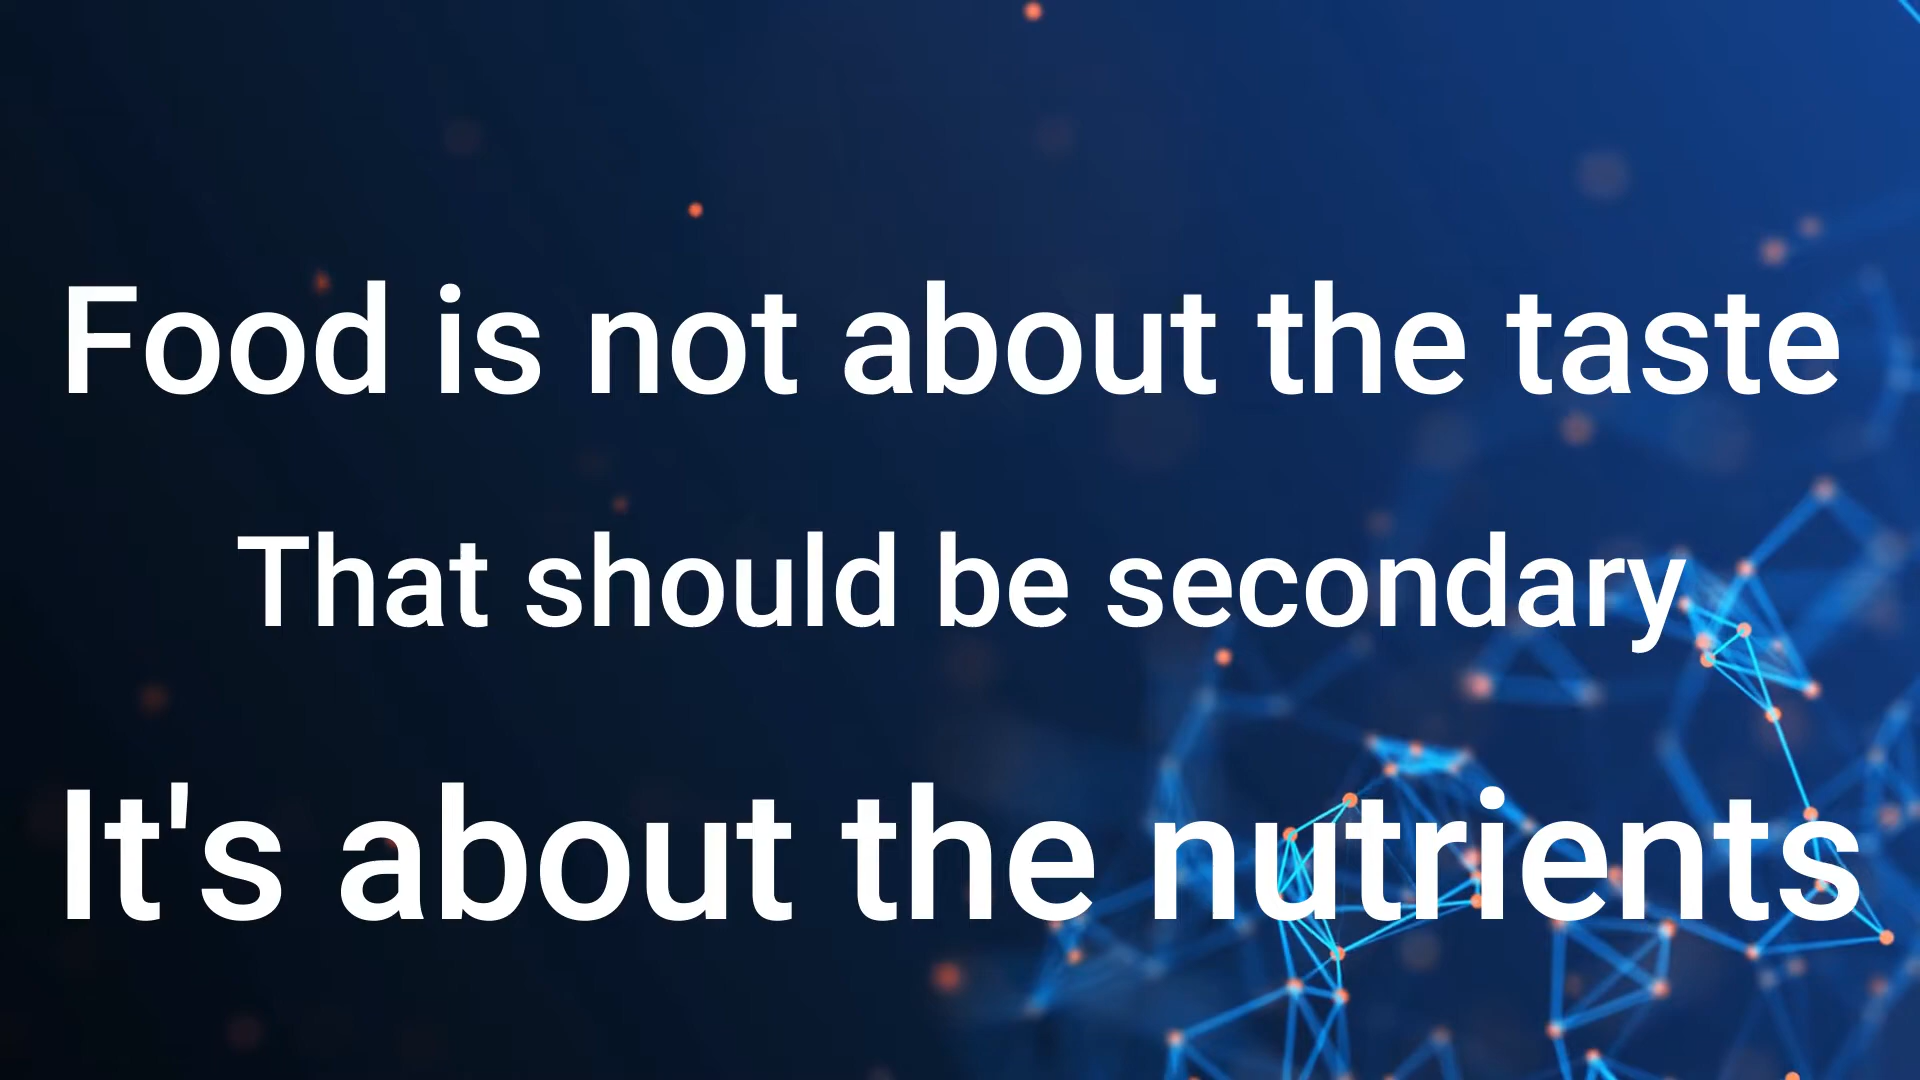 Food is not about the taste
That should be secondary
It's about the nutrients